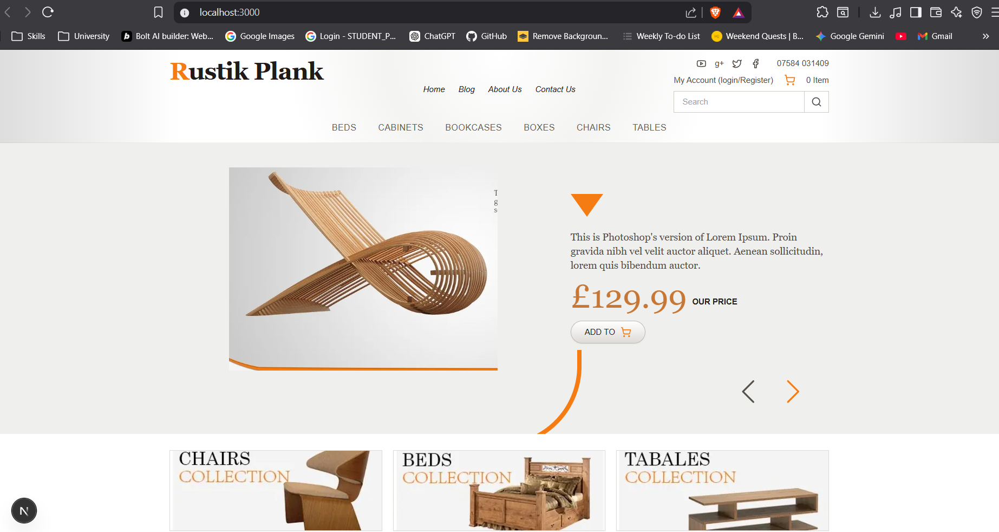 localhost:3000
Skills
University
Bolt AI builder: Web...
Google Images
Login - STUDENT_P...
ChatGPT
GitHub
Remove Backgroun...
Weekly To-do List
Weekend Quests | B...
Google Gemini
Gmail
Rustik Plank
g+
07584 031409
My Account (login/Register)
0 Item
Home
Blog
About Us
Contact Us
Search
BEDS
CABINETS
BOOKCASES
BOXES
CHAIRS
TABLES
T
g
s
This is Photoshop's version of Lorem Ipsum. Proin
gravida nibh vel velit auctor aliquet. Aenean sollicitudin,
lorem quis bibendum auctor.
£129.99 OUR PRICE
ADD TO
CHAIRS
COLLECTION
BEDS
COLLECTION
TABALES
COLLECTION
N